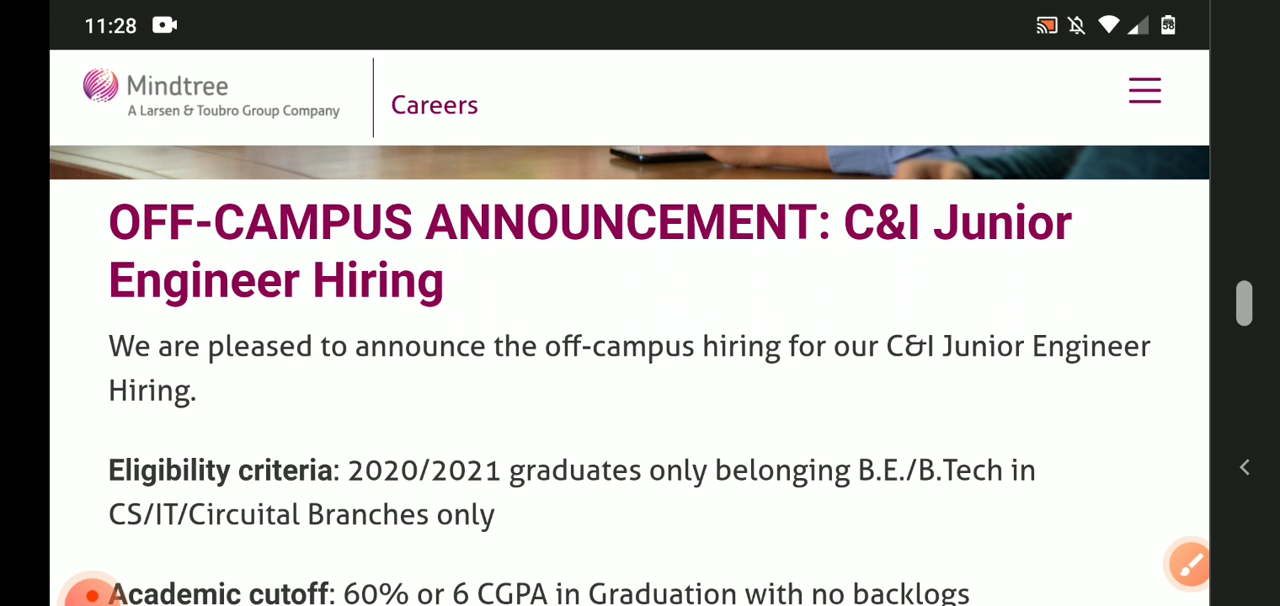 11:28
58
Mindtree
A Larsen & Toubro Group Company
Careers
OFF-CAMPUS ANNOUNCEMENT: C&I Junior
Engineer Hiring
We are pleased to announce the off-campus hiring for our C&I Junior Engineer
Hiring.
Eligibility criteria: 2020/2021 graduates only belonging B.E./B.Tech in
CS/IT/Circuital Branches only
Academic cutoff: 60% or 6 CGPA in Graduation with no backlogs